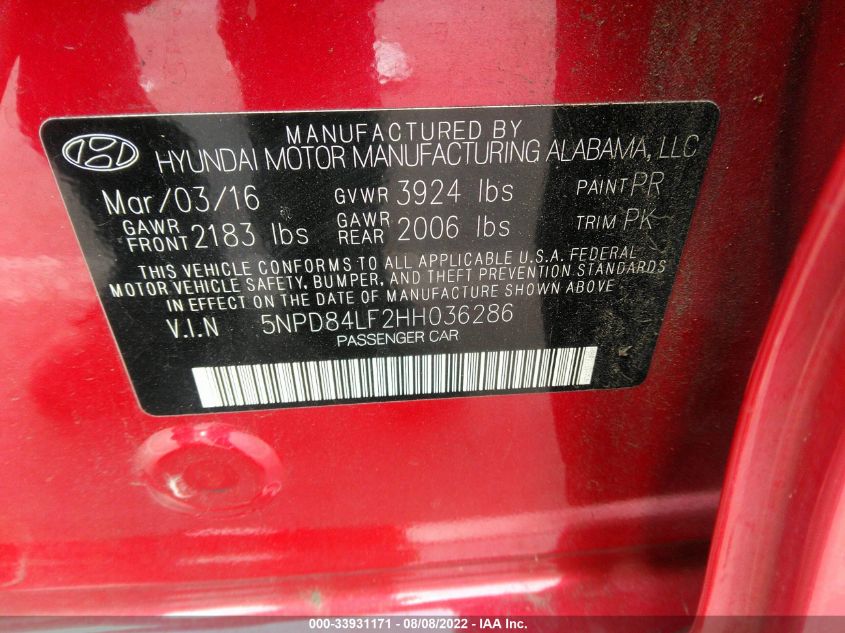 MANUFACTURED BY
HYUNDAI MOTOR MANUFACTURING ALABAMA, LLC
Mar/03/16 GVWR 3924 lbs PAINT PR
GAWR FRONT 2183 lbs GAWR REAR 2006 lbs TRIM PK
THIS VEHICLE CONFORMS TO ALL APPLICABLE U.S.A. FEDERAL
MOTOR VEHICLE SAFETY, BUMPER, AND THEFT PREVENTION STANDARDS
IN EFFECT ON THE DATE OF MANUFACTURE SHOWN ABOVE.
V.I.N 5NPD84LF2HH036286
PASSENGER CAR
000-33931171 - 08/08/2022 - IAA Inc.